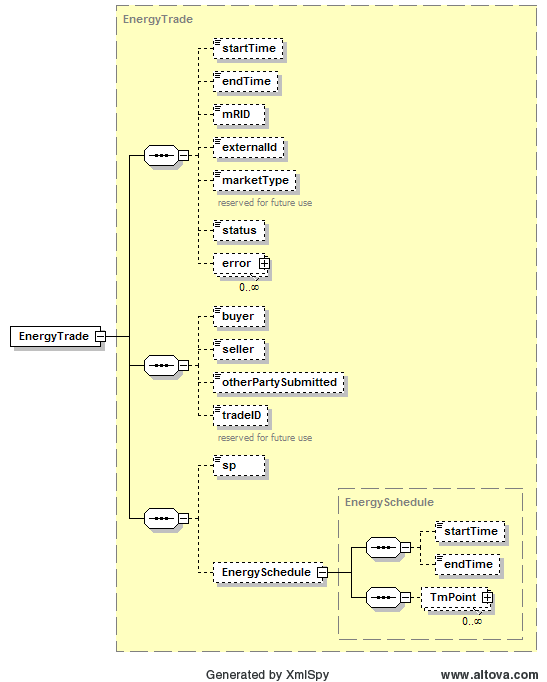 EnergyTrade
startTime
endTime
mRID
externalId
marketType
reserved for future use
status
error
0..∞
buyer
EnergyTrade
seller
otherPartySubmitted
tradeID
reserved for future use
sp
EnergySchedule
EnergySchedule
startTime
endTime
TmPoint
0..∞
Generated by XmlSpy
www.altova.com